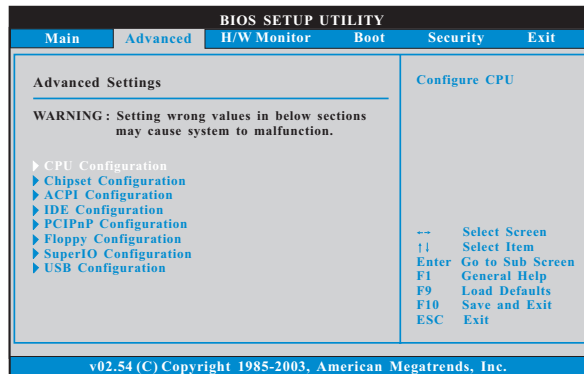 BIOS SETUP UTILITY
Main Advanced H/W Monitor Boot Security Exit
Advanced Settings
WARNING : Setting wrong values in below sections
may cause system to malfunction.
CPU Configuration
Chipset Configuration
ACPI Configuration
IDE Configuration
PCIPnP Configuration
Floppy Configuration
SuperIO Configuration
USB Configuration
Configure CPU
←→ Select Screen
↑↓ Select Item
Enter Go to Sub Screen
F1 General Help
F9 Load Defaults
F10 Save and Exit
ESC Exit
v02.54 (C) Copyright 1985-2003, American Megatrends, Inc.